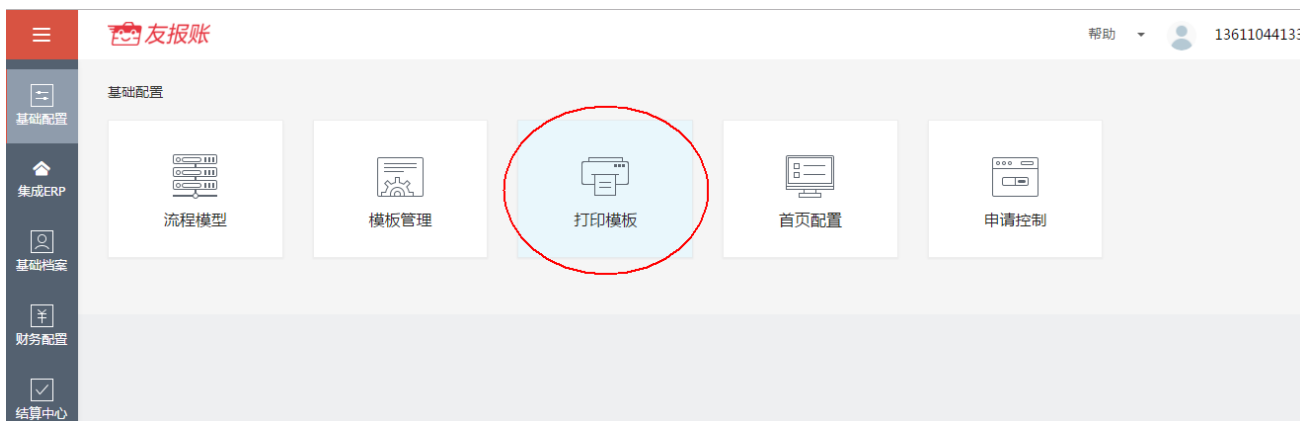 友报账
帮助
13611044133
基础配置
基础配置
集成ERP
基础档案
财务配置
结算中心
流程模型
模板管理
打印模板
首页配置
申请控制